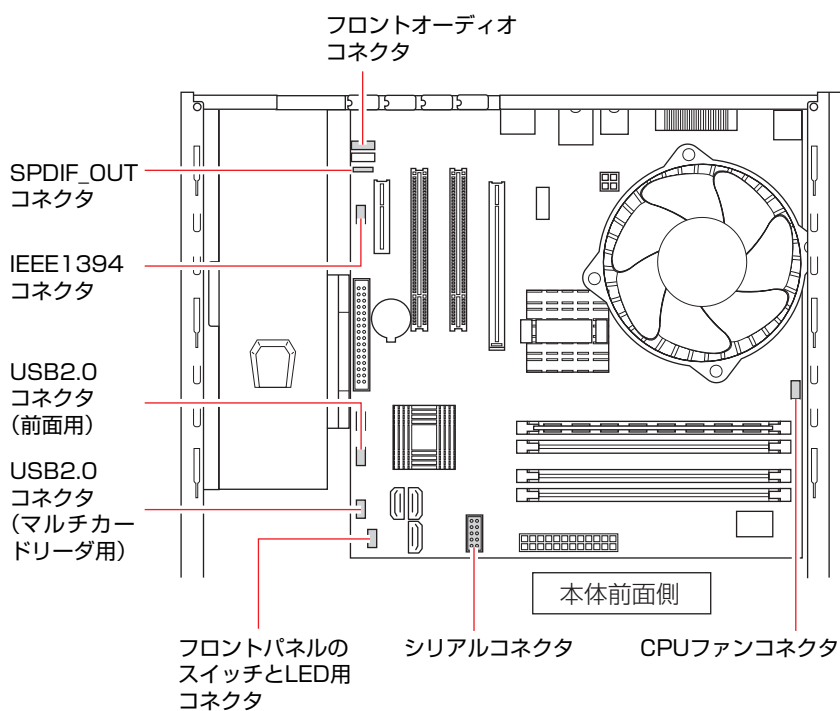 フロントオーディオ
コネクタ
SPDIF_OUT
コネクタ
IEEE1394
コネクタ
USB2.0
コネクタ
(前面用)
USB2.0
コネクタ
(マルチカー
ドリーダ用)
本体前面側
フロントパネルの
スイッチとLED用
コネクタ
シリアルコネクタ
CPUファンコネクタ